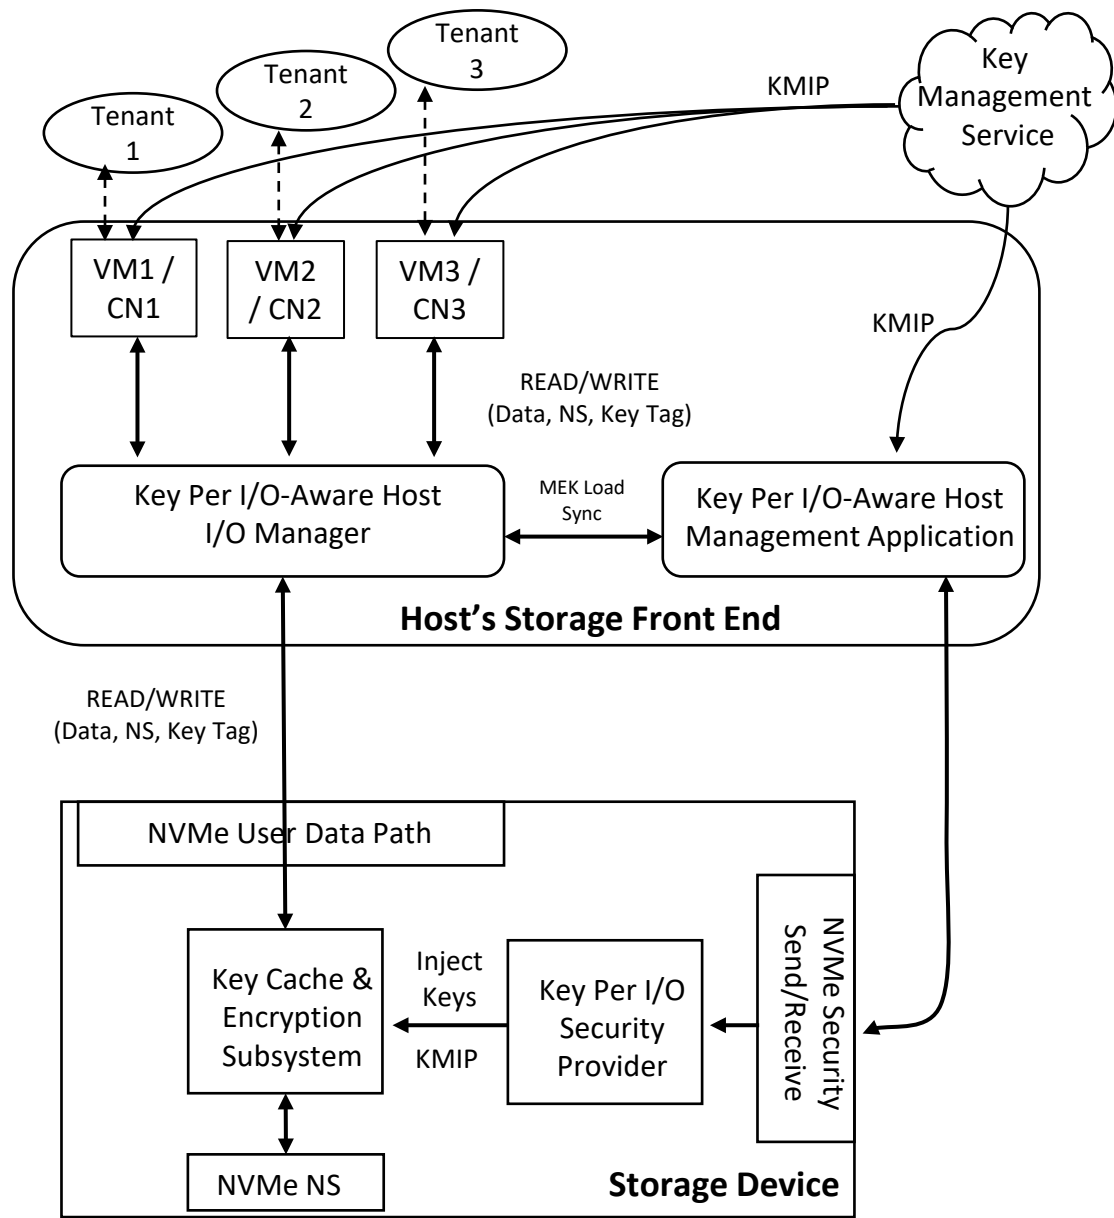 Tenant
3
Tenant
2
Tenant
1
Key
Management
Service
KMIP
VM1 /
CN1
VM2
/ CN2
VM3 /
CN3
KMIP
READ/WRITE
(Data, NS, Key Tag)
Key Per I/O-Aware Host
I/O Manager
MEK Load
Sync
Key Per I/O-Aware Host
Management Application
Host's Storage Front End
READ/WRITE
(Data, NS, Key Tag)
NVMe User Data Path
Key Cache &
Encryption
Subsystem
Inject
Keys
KMIP
Key Per I/O
Security
Provider
NVMe Security
Send/Receive
NVMe NS
Storage Device